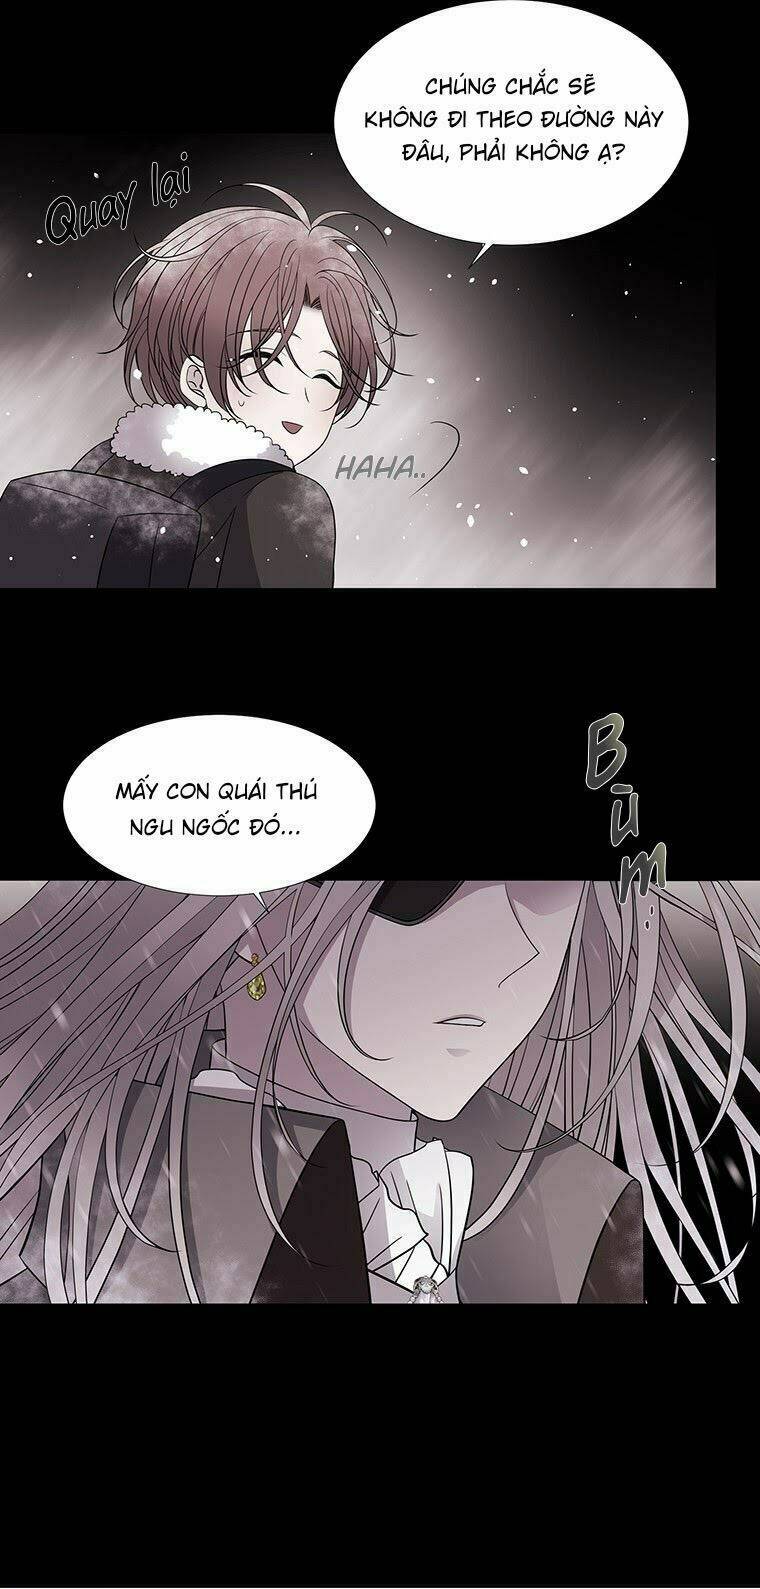 CHÚNG CHẮC SẼ
KHÔNG ĐI THEO ĐƯỜNG NÀY
ĐÂU, PHẢI KHÔNG Ạ?
Quay lại
HAHA..
Bùm...
MẤY CON QUÁI THÚ
NGU NGỐC ĐÓ...